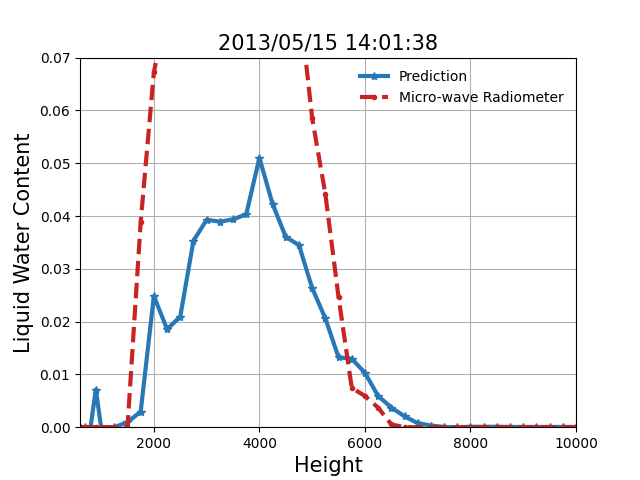 2013/05/15 14:01:38
0.07
0.06
0.05
0.04
0.03
0.02
0.01
0.00
Liquid Water Content
Prediction
Micro-wave Radiometer
2000 4000 6000 8000 10000
Height